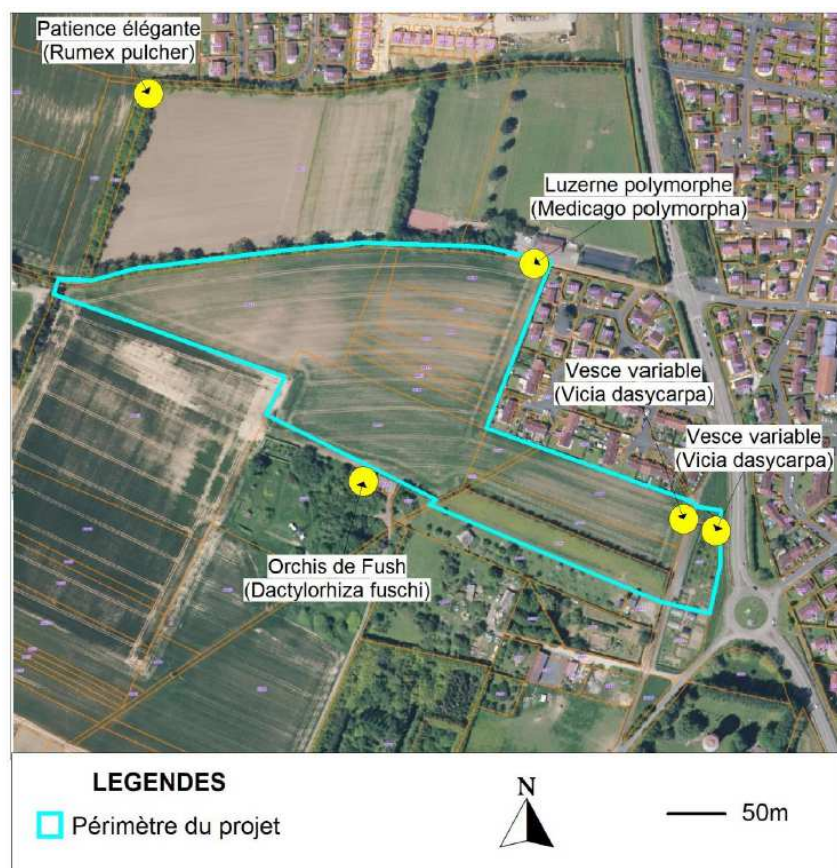 Patience élégante
(Rumex pulcher)
Luzerne polymorphe
(Medicago polymorpha)
Vesce variable
(Vicia dasycarpa)
Vesce variable
(Vicia dasycarpa)
Orchis de Fush
(Dactylorhiza fuschi)
LEGENDES
Périmètre du projet
N
50m